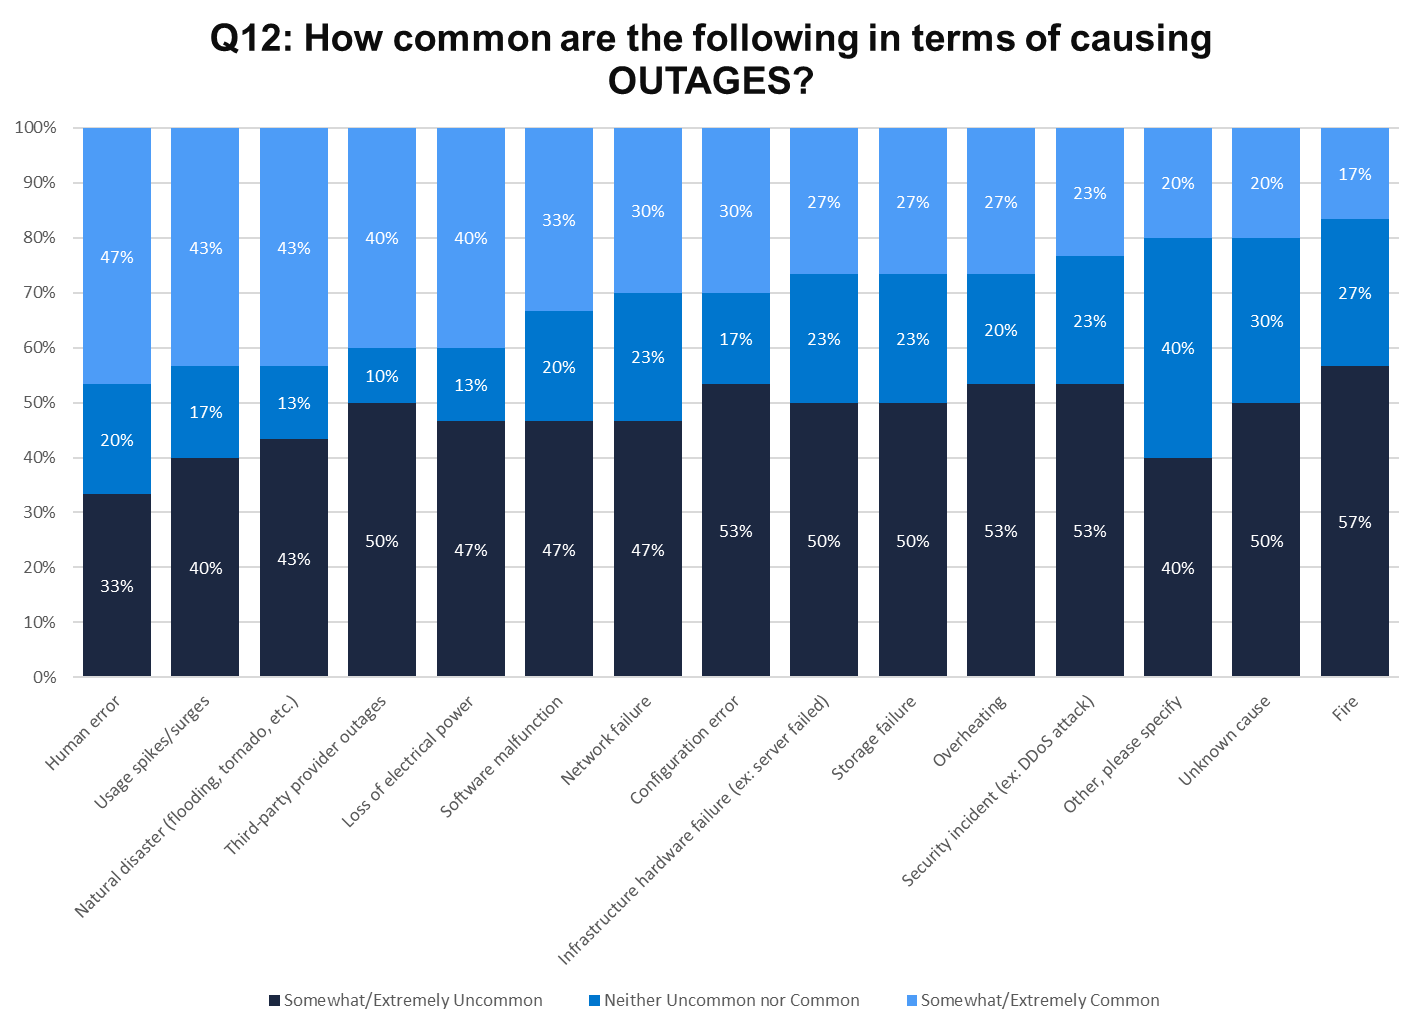 Q12: How common are the following in terms of causing
OUTAGES?
100%
90%
80%
70%
60%
50%
40%
30%
20%
10%
0%
47%
43%
43%
40%
40%
33%
30%
30%
27%
27%
27%
23%
20%
20%
17%
20%
17%
13%
10%
13%
20%
23%
17%
23%
23%
20%
23%
40%
30%
27%
33%
40%
43%
50%
47%
47%
47%
53%
50%
50%
53%
53%
40%
50%
57%
Human error
Usage spikes/surges
Natural disaster (flooding, tornado, etc.)
Third-party provider outages
Loss of electrical power
Software malfunction
Network failure
Configuration error
Infrastructure hardware failure (ex: server failed)
Storage failure
Overheating
Security incident (ex: DDoS attack)
Other, please specify
Unknown cause
Fire
Somewhat/Extremely Uncommon
Neither Uncommon nor Common
Somewhat/Extremely Common